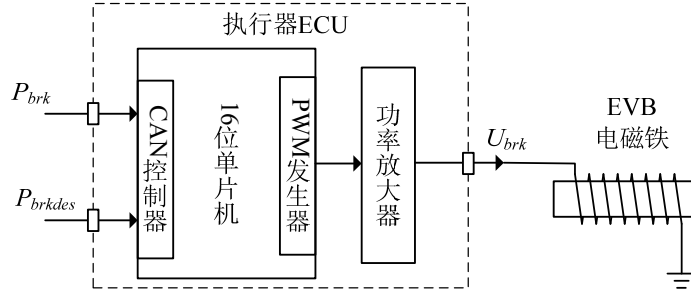 执行器ECU
P_brk
P_brkdes
CAN控制器
16位单片机
PWM发生器
功率放大器
U_brk
EVB
电磁铁